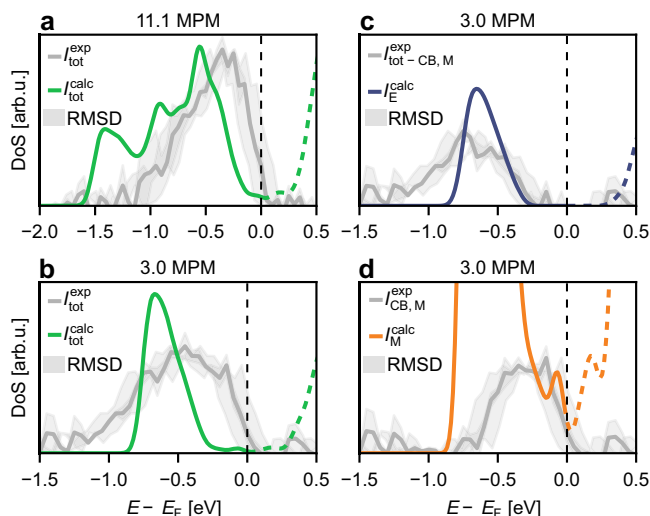 a
11.1 MPM
I_tot^exp
I_tot^calc
RMSD
DoS [arb.u.]
−2.0 −1.5 −1.0 −0.5 0.0 0.5
c
3.0 MPM
I_tot − CB, M^exp
I_E^calc
RMSD
−1.5 −1.0 −0.5 0.0 0.5
b
3.0 MPM
I_tot^exp
I_tot^calc
RMSD
DoS [arb.u.]
−1.5 −1.0 −0.5 0.0 0.5
E − E_F [eV]
d
3.0 MPM
I_CB, M^exp
I_M^calc
RMSD
−1.5 −1.0 −0.5 0.0 0.5
E − E_F [eV]